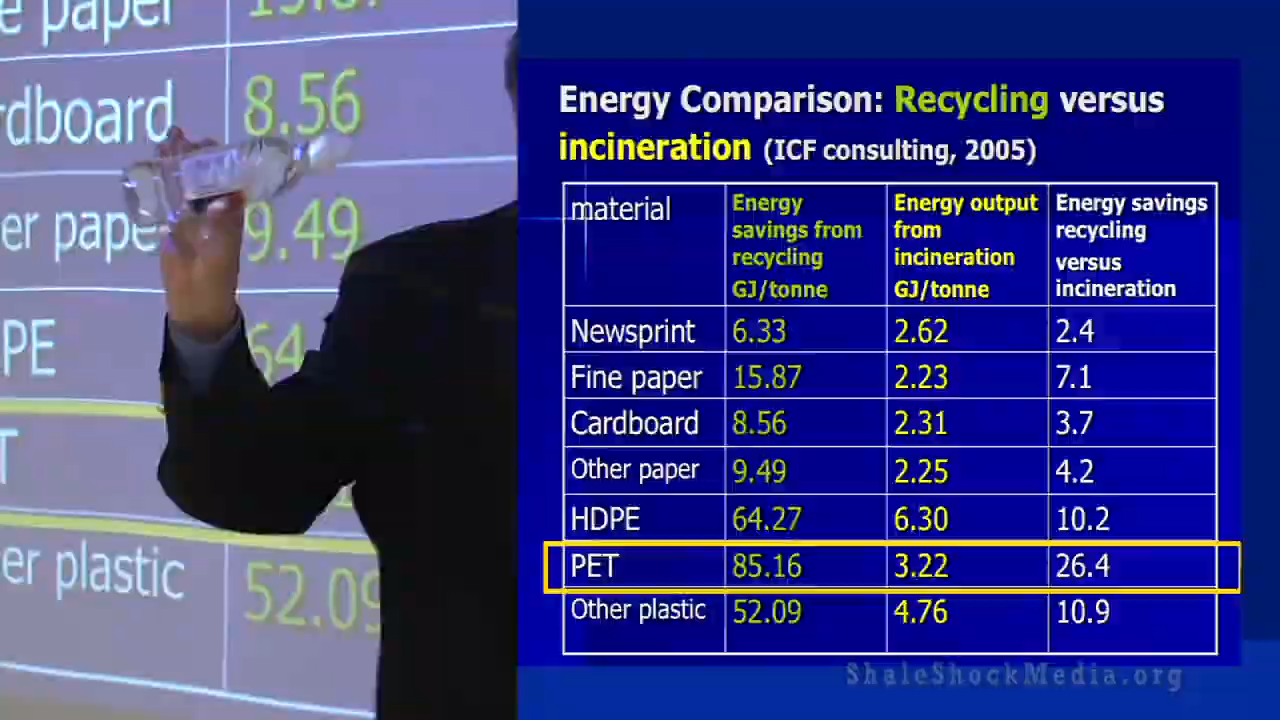 e paper
rdboard 8.56
er pape 9.49
PE 64
T
er plastic 52.09
Energy Comparison: Recycling versus
incineration (ICF consulting, 2005)
material Energy savings from recycling GJ/tonne Energy output from incineration GJ/tonne Energy savings recycling versus incineration
Newsprint 6.33 2.62 2.4
Fine paper 15.87 2.23 7.1
Cardboard 8.56 2.31 3.7
Other paper 9.49 2.25 4.2
HDPE 64.27 6.30 10.2
PET 85.16 3.22 26.4
Other plastic 52.09 4.76 10.9
ShaleShockMedia.org